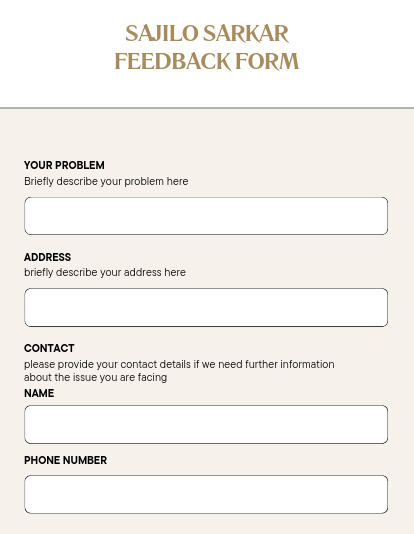 SAJILO SARKAR
FEEDBACK FORM
YOUR PROBLEM
Briefly describe your problem here
ADDRESS
briefly describe your address here
CONTACT
please provide your contact details if we need further information
about the issue you are facing
NAME
PHONE NUMBER